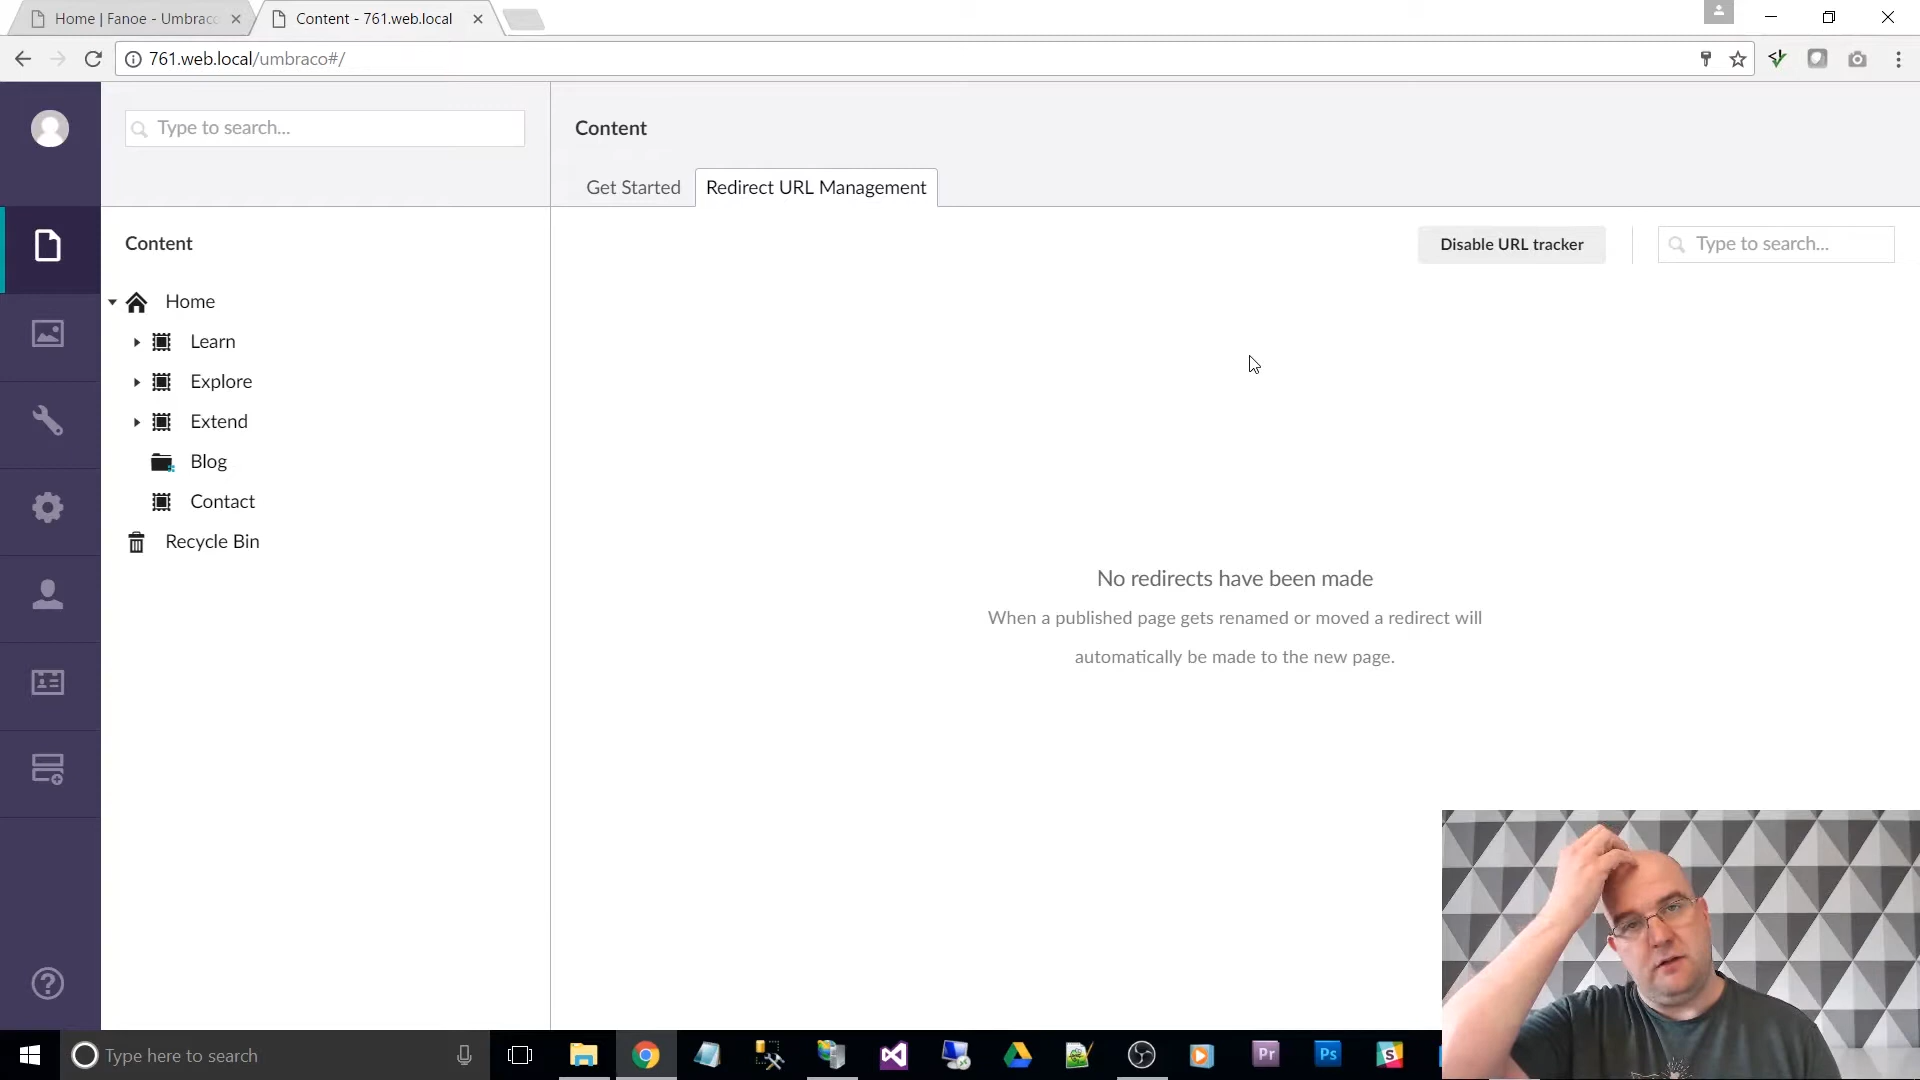 Home | Fanoe - Umbraco
Content - 761.web.local
761.web.local/umbraco#/
Type to search...
Content
Get Started
Redirect URL Management
Content
Disable URL tracker
Type to search...
Home
Learn
Explore
Extend
Blog
Contact
Recycle Bin
No redirects have been made
When a published page gets renamed or moved a redirect will
automatically be made to the new page.
Type here to search
Pr
Ps
S